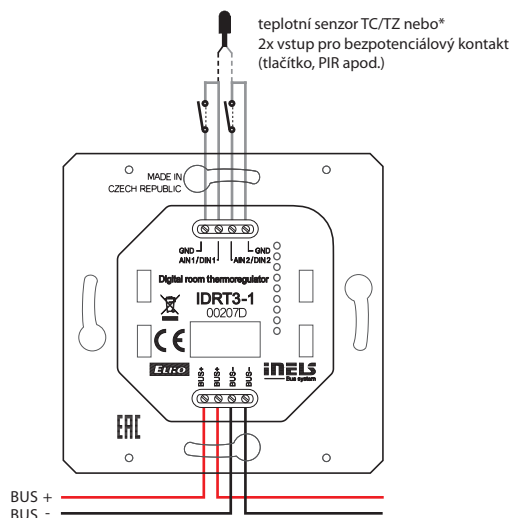 teplotní senzor TC/TZ nebo*
2x vstup pro bezpotenciálový kontakt
(tlačítko, PIR apod.)
MADE IN
CZECH REPUBLIC
GND
GND
AIN1/DIN1
AIN2/DIN2
Digital room thermoregulator
IDRT3-1
00207D
CE
ELKO
iNELS
Bus system
BUS+
BUS+
BUS-
BUS-
EAC
BUS +
BUS -